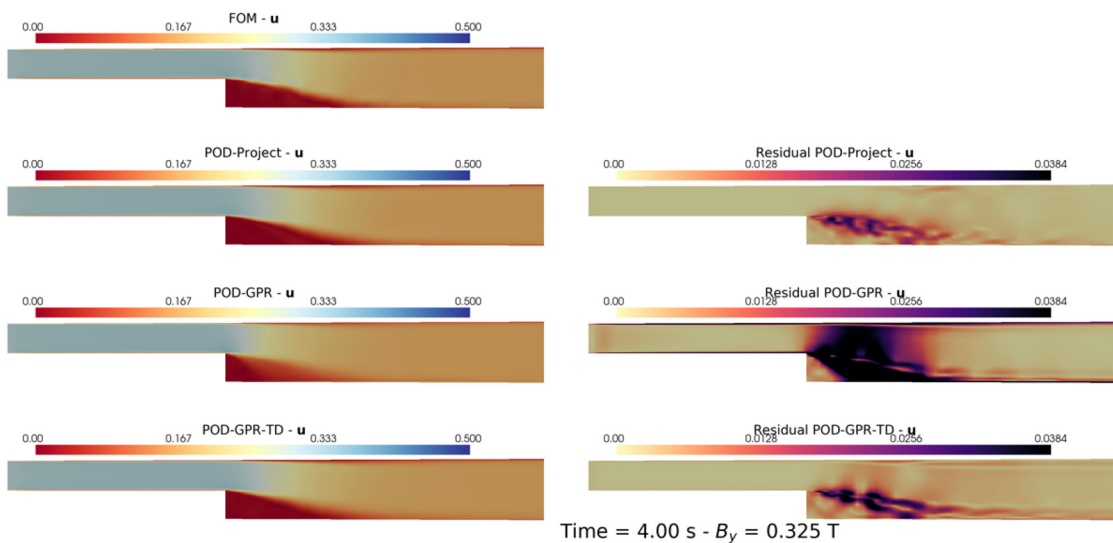 FOM - u
0.00 0.167 0.333 0.500
POD-Project - u
0.00 0.167 0.333 0.500
Residual POD-Project - u
0.00 0.0128 0.0256 0.0384
POD-GPR - u
0.00 0.167 0.333 0.500
Residual POD-GPR - u
0.00 0.0128 0.0256 0.0384
POD-GPR-TD - u
0.00 0.167 0.333 0.500
Residual POD-GPR-TD - u
0.00 0.0128 0.0256 0.0384
Time = 4.00 s - B_y = 0.325 T